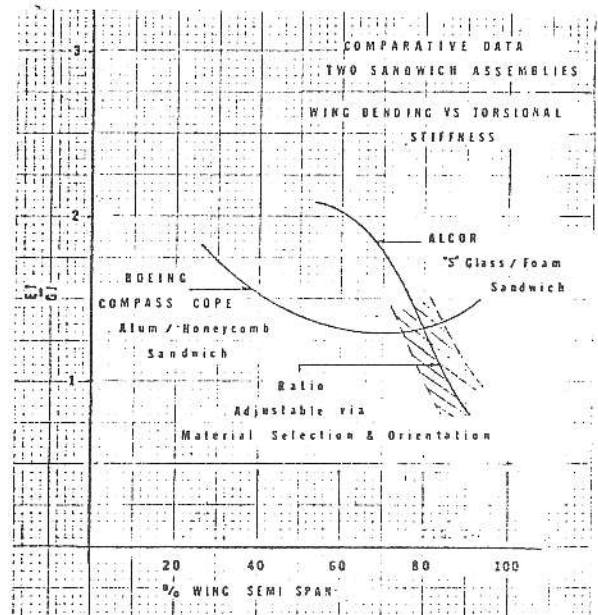 3
COMPARATIVE DATA
TWO SANDWICH ASSEMBLIES
WING BENDING VS TORSIONAL
STIFFNESS
2
ALCOR
"S" Glass / Foam
Sandwich
BOEING
COMPASS COPE
Alum / Honeycomb
Sandwich
EI
GI
1
Ratio
Adjustable via
Material Selection & Orientation
20 40 60 80 100
% WING SEMI SPAN